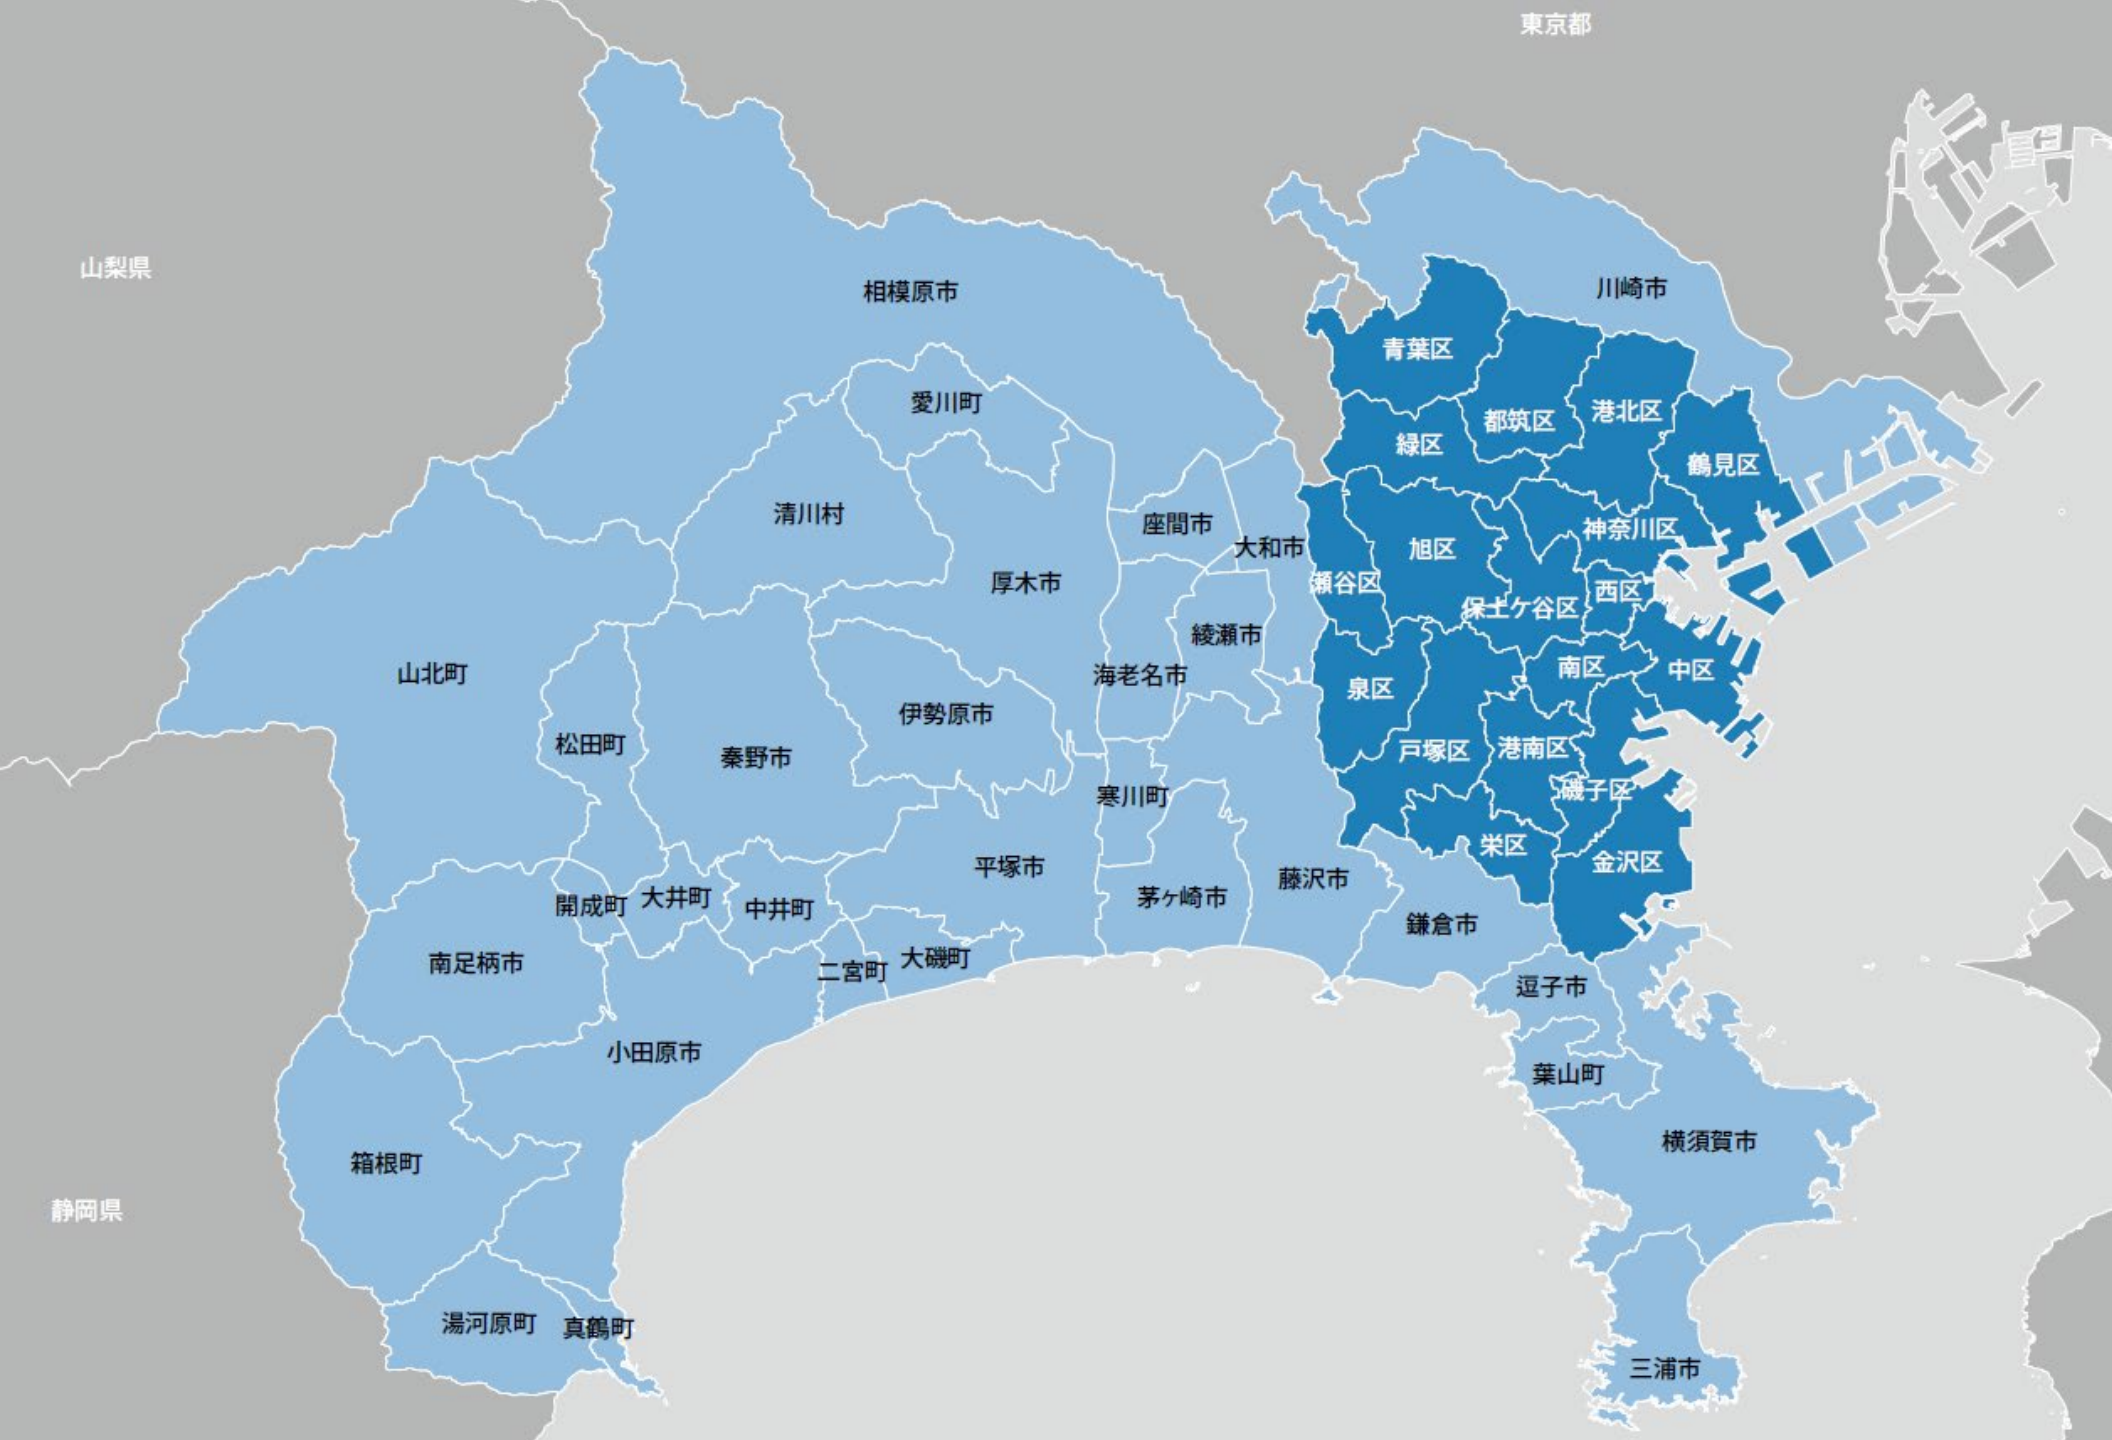 東京都
山梨県
相模原市
川崎市
青葉区
愛川町
港北区
都筑区
緑区
鶴見区
清川村
座間市
神奈川区
大和市
旭区
厚木市
瀬谷区
西区
保土ケ谷区
綾瀬市
南区
中区
山北町
海老名市
泉区
伊勢原市
松田町
秦野市
戸塚区
港南区
磯子区
寒川町
栄区
金沢区
平塚市
藤沢市
茅ヶ崎市
大井町
開成町
中井町
鎌倉市
南足柄市
大磯町
二宮町
逗子市
小田原市
葉山町
横須賀市
箱根町
静岡県
湯河原町
真鶴町
三浦市